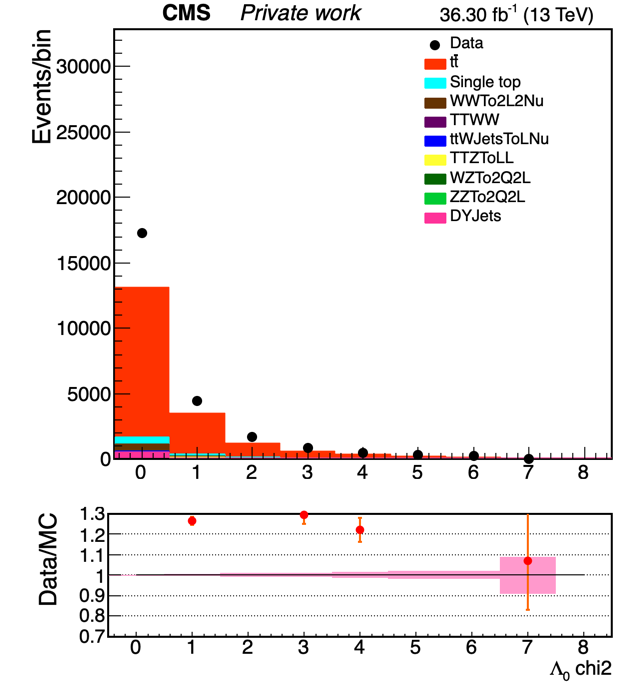 CMS Private work 36.30 fb⁻¹ (13 TeV)
Events/bin
30000
25000
20000
15000
10000
5000
0
Data
tt̄
Single top
WWTo2L2Nu
TTWW
ttWJetsToLNu
TTZToLL
WZTo2Q2L
ZZTo2Q2L
DYJets
0 1 2 3 4 5 6 7 8
Data/MC
1.3
1.2
1.1
1
0.9
0.8
0.7
0 1 2 3 4 5 6 7 8
Λ₀ chi2